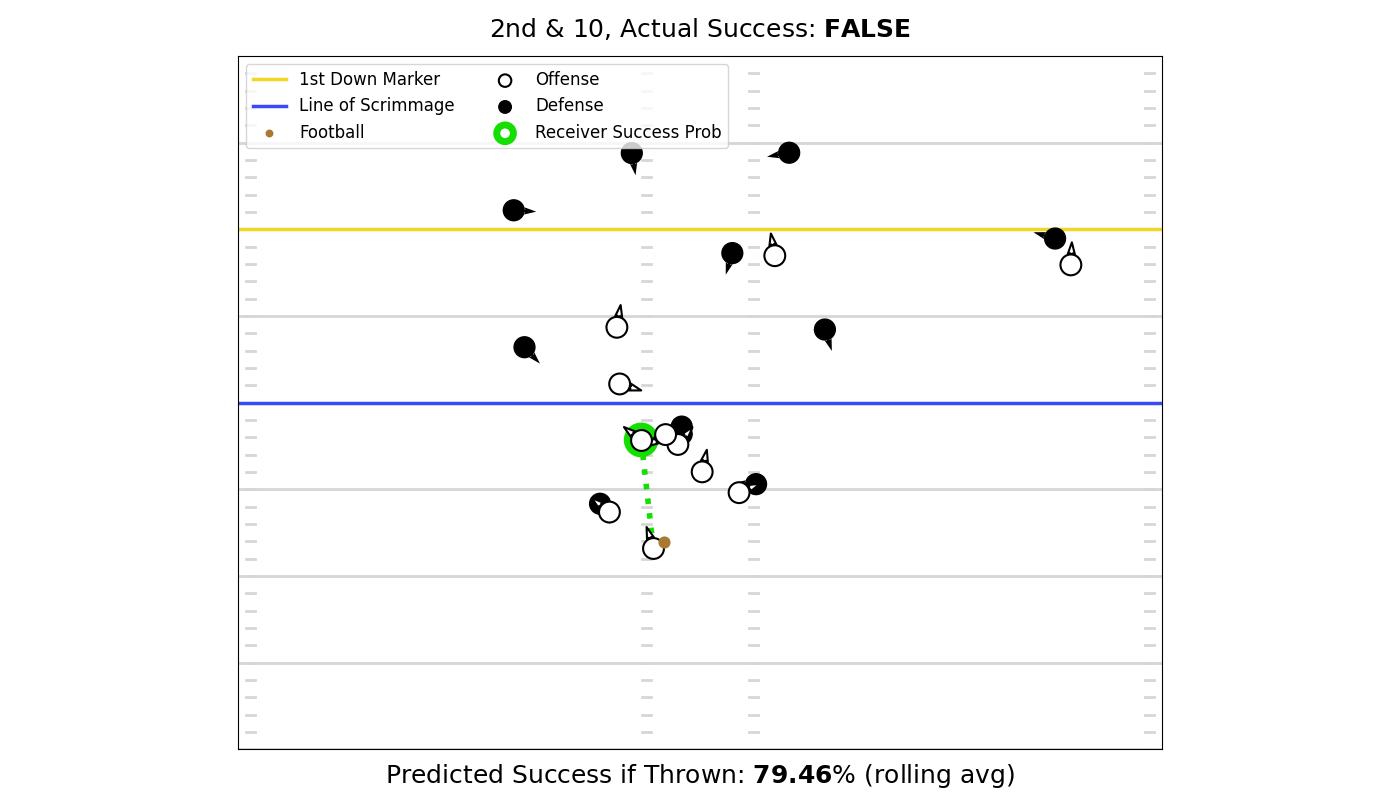 2nd & 10, Actual Success: FALSE
1st Down Marker
Line of Scrimmage
Football
Offense
Defense
Receiver Success Prob
Predicted Success if Thrown: 79.46% (rolling avg)